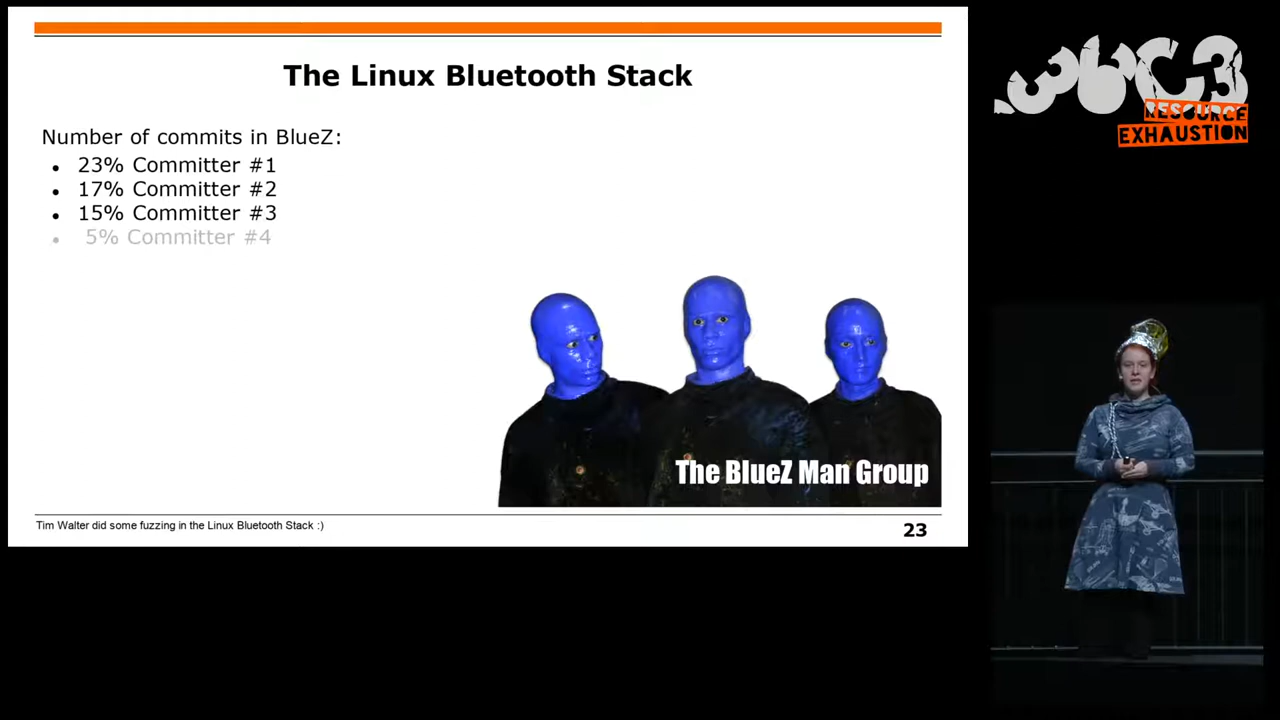 The Linux Bluetooth Stack
Number of commits in BlueZ:
• 23% Committer #1
• 17% Committer #2
• 15% Committer #3
• 5% Committer #4
The BlueZ Man Group
Tim Walter did some fuzzing in the Linux Bluetooth Stack :)
23
36C3
RESOURCE
EXHAUSTION